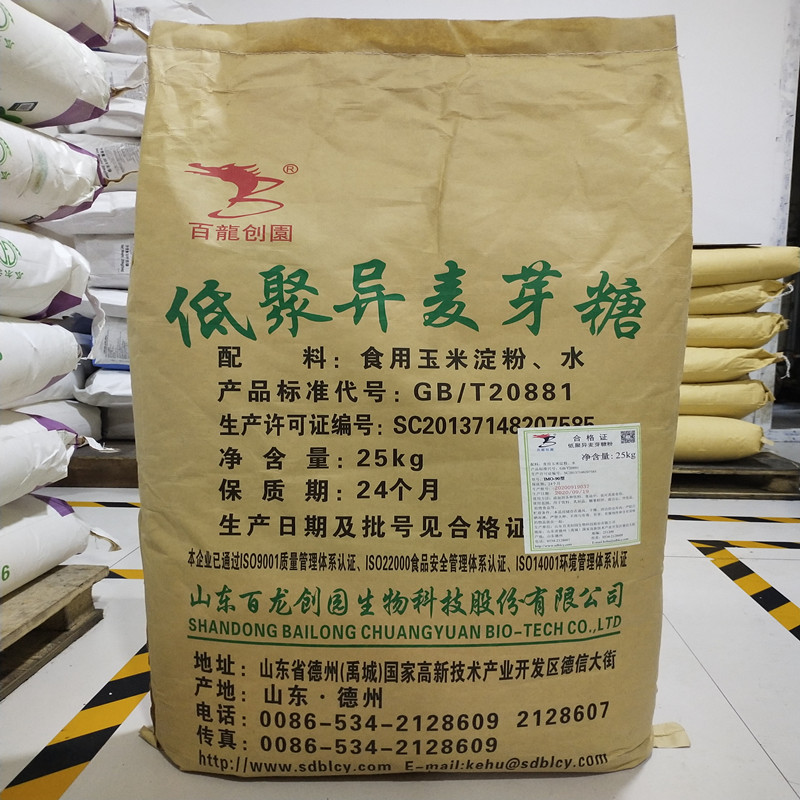 ®
百龍创園
低聚异麦芽糖
配 料：食用玉米淀粉、水
产品标准代号：GB/T20881
生产许可证编号：SC20137148207585
净含量：25kg
保质期：24个月
生产日期及批号见合格证
合格证
低聚异麦芽糖粉
净含量：25kg
本企业已通过ISO9001质量管理体系认证、ISO22000食品安全管理体系认证、ISO14001环境管理体系认证
山东百龙创园生物科技股份有限公司
SHANDONG BAILONG CHUANGYUAN BIO-TECH CO.,LTD
地址：山东省德州(禹城)国家高新技术产业开发区德信大街
产地：山东·德州
电话：0086-534-2128609 2128607
传真：0086-534-2128609
http://www.sdblcy.com E-mail:kehu@sdblcy.com